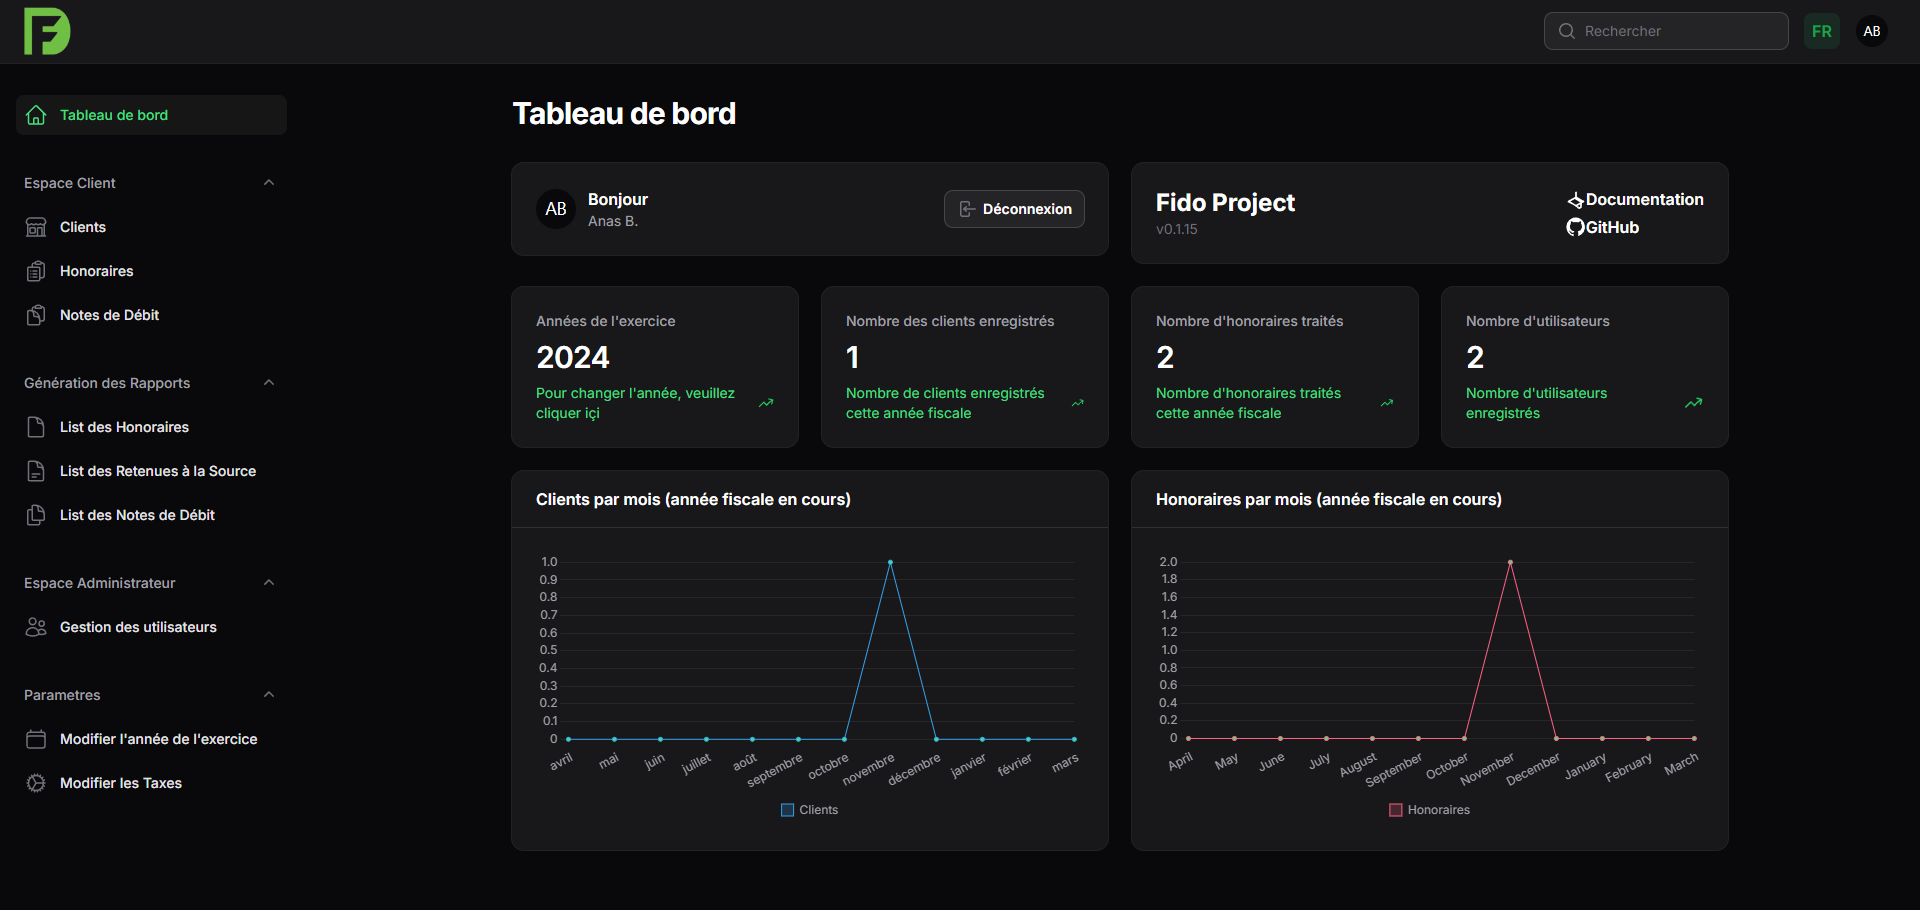 Rechercher
FR
AB
Tableau de bord
Espace Client
Clients
Honoraires
Notes de Débit
Génération des Rapports
List des Honoraires
List des Retenues à la Source
List des Notes de Débit
Espace Administrateur
Gestion des utilisateurs
Parametres
Modifier l'année de l'exercice
Modifier les Taxes
Tableau de bord
AB
Bonjour
Anas B.
Déconnexion
Fido Project
v0.1.15
Documentation
GitHub
Années de l'exercice
2024
Pour changer l'année, veuillez
cliquer içi
Nombre des clients enregistrés
1
Nombre de clients enregistrés
cette année fiscale
Nombre d'honoraires traités
2
Nombre d'honoraires traités
cette année fiscale
Nombre d'utilisateurs
2
Nombre d'utilisateurs
enregistrés
Clients par mois (année fiscale en cours)
1.0
0.9
0.8
0.7
0.6
0.5
0.4
0.3
0.2
0.1
0
avril
mai
juin
juillet
août
septembre
octobre
novembre
décembre
janvier
février
mars
Clients
Honoraires par mois (année fiscale en cours)
2.0
1.8
1.6
1.4
1.2
1.0
0.8
0.6
0.4
0.2
0
April
May
June
July
August
September
October
November
December
January
February
March
Honoraires